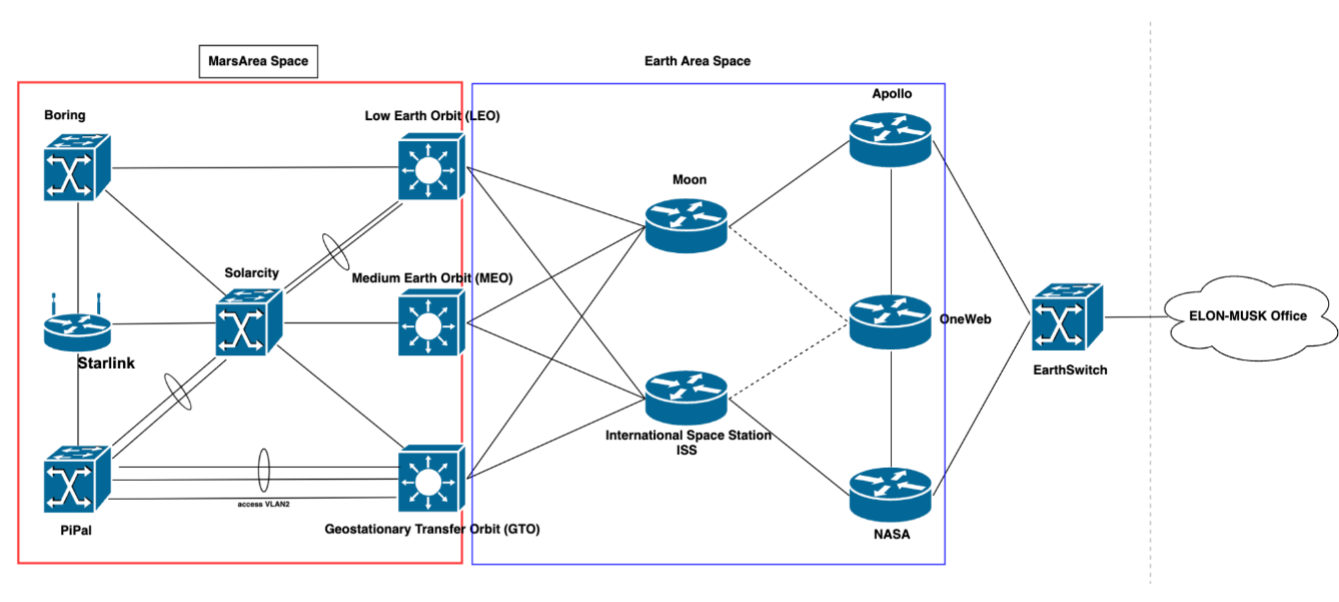 MarsArea Space
Earth Area Space
Boring
Low Earth Orbit (LEO)
Apollo
Moon
Solarcity
Medium Earth Orbit (MEO)
OneWeb
ELON-MUSK Office
Starlink
EarthSwitch
International Space Station
ISS
access VLAN2
PiPal
Geostationary Transfer Orbit (GTO)
NASA